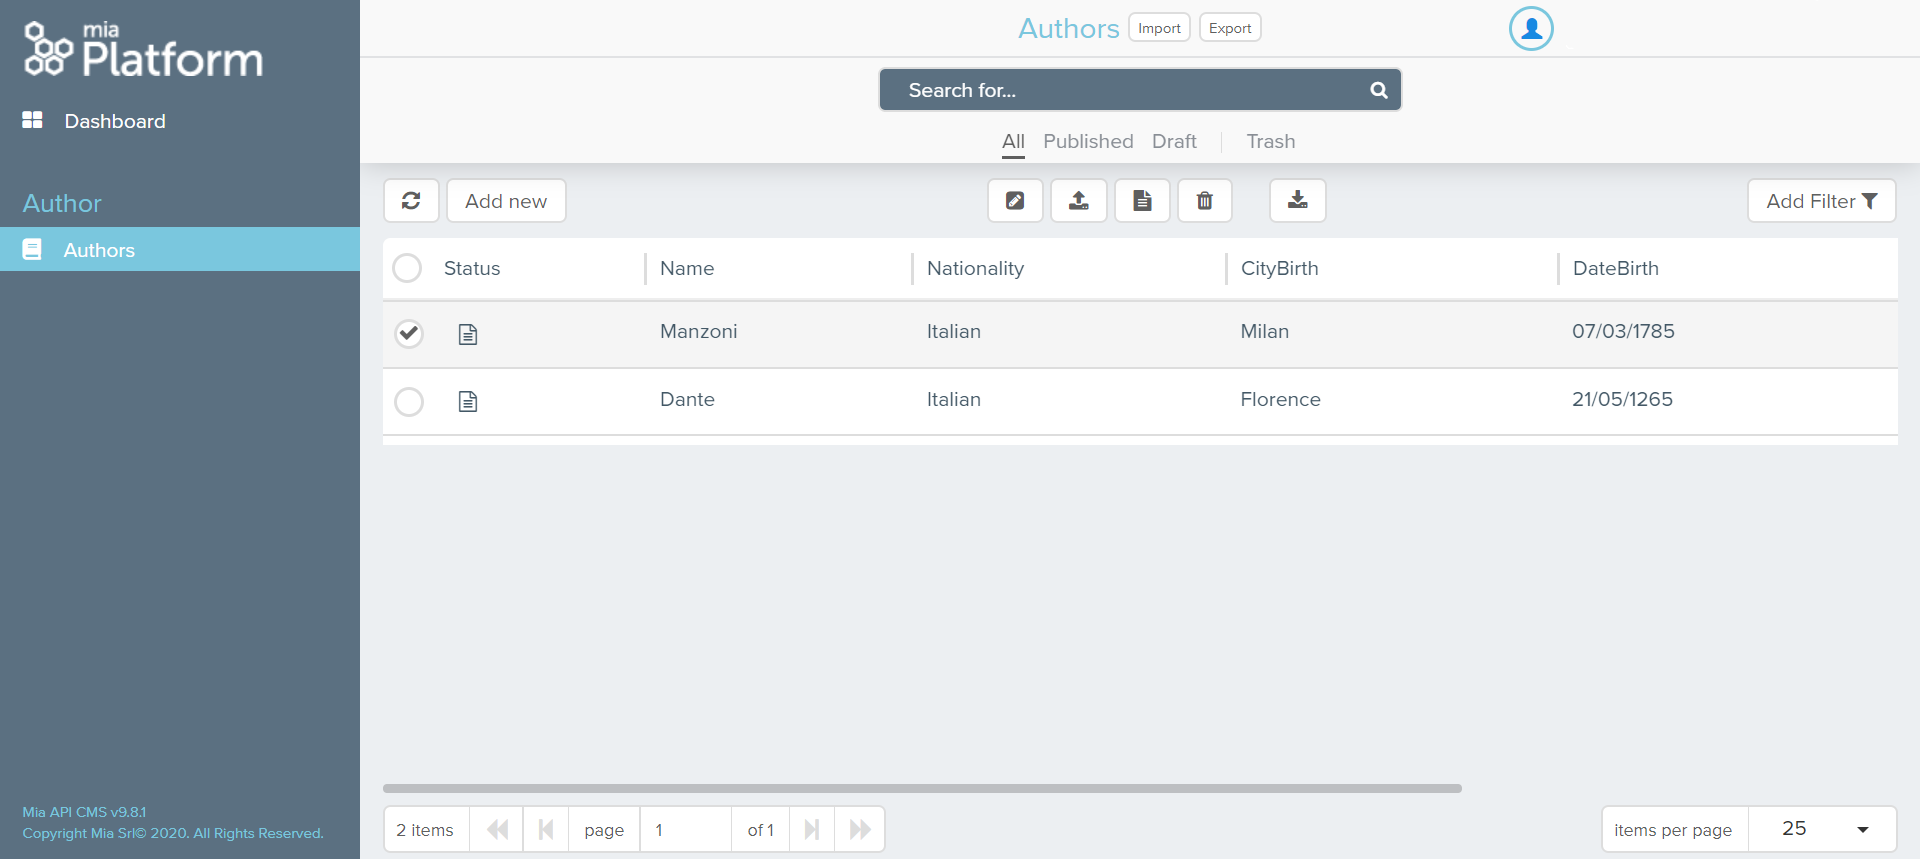 mia
Platform
Dashboard
Author
Authors
Mia API CMS v9.8.1
Copyright Mia Srl© 2020. All Rights Reserved.
Authors Import Export
Search for...
All Published Draft Trash
Add new Add Filter
Status Name Nationality CityBirth DateBirth
Manzoni Italian Milan 07/03/1785
Dante Italian Florence 21/05/1265
2 items page 1 of 1 items per page 25